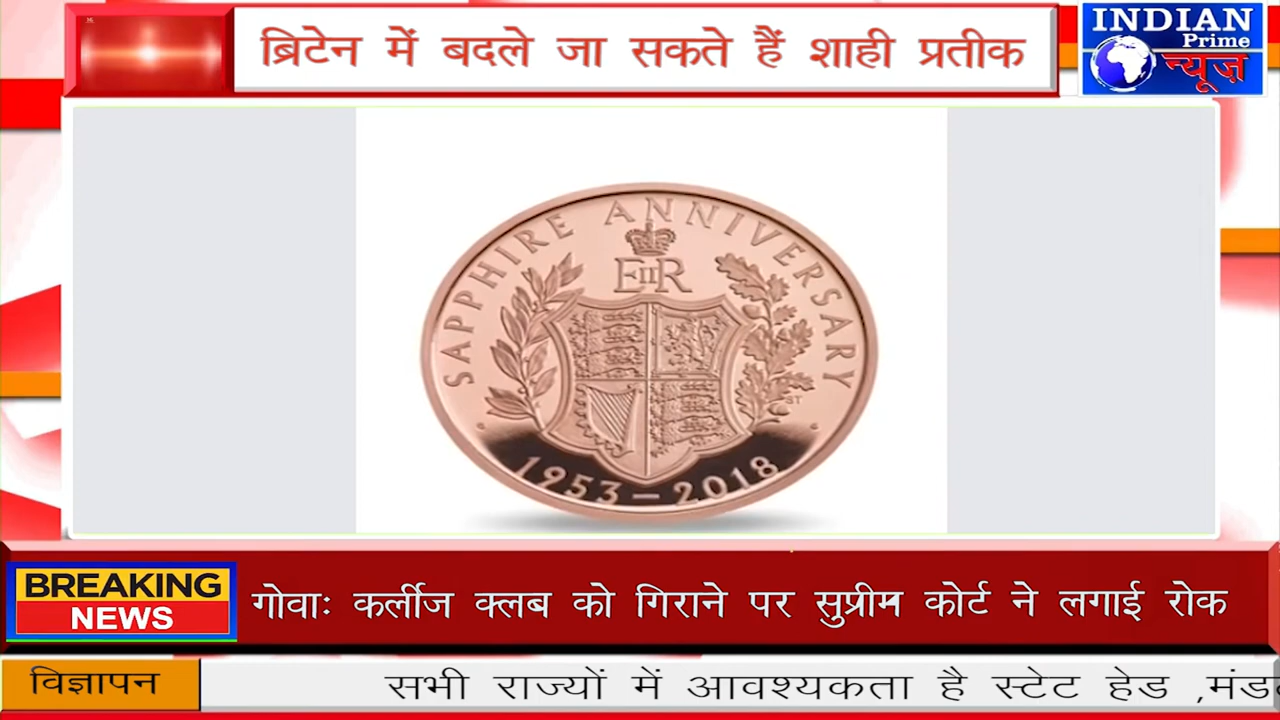 ब्रिटेन में बदले जा सकते हैं शाही प्रतीक
INDIAN
Prime
न्यूज़
SAPPHIRE ANNIVERSARY
EIIR
1953-2018
BREAKING
NEWS
गोवाः कर्लीज क्लब को गिराने पर सुप्रीम कोर्ट ने लगाई रोक
विज्ञापन
सभी राज्यों में आवश्यकता है स्टेट हेड ,मंड